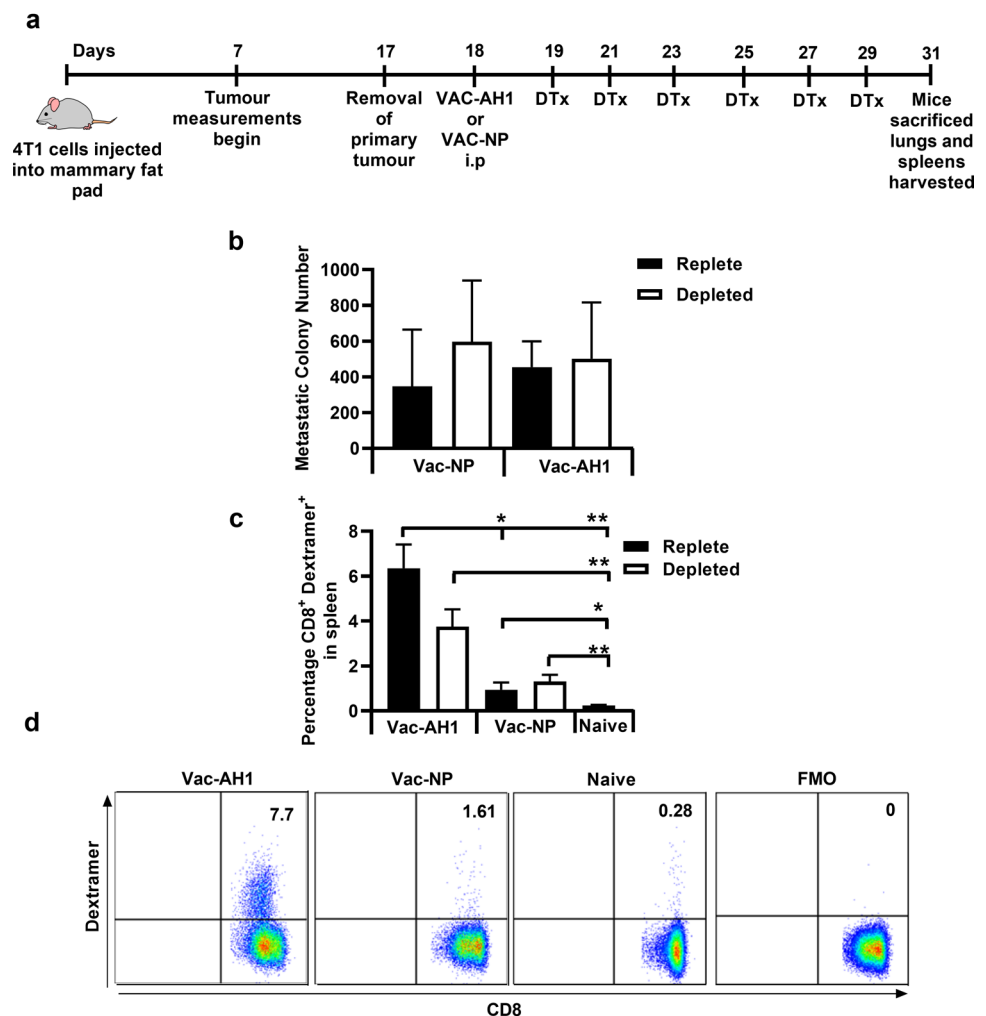 a
Days
7
17
18
19
21
23
25
27
29
31
4T1 cells injected
into mammary fat
pad
Tumour
measurements
begin
Removal
of
primary
tumour
VAC-AH1
or
VAC-NP
i.p
DTx
DTx
DTx
DTx
DTx
DTx
Mice
sacrificed
lungs and
spleens
harvested
b
Metastatic Colony Number
1000
800
600
400
200
0
Vac-NP
Vac-AH1
Replete
Depleted
c
Percentage CD8⁺ Dextramer⁺
in spleen
8
6
4
2
0
*
**
**
*
**
Vac-AH1
Vac-NP
Naive
Replete
Depleted
d
Vac-AH1
Vac-NP
Naive
FMO
7.7
1.61
0.28
0
Dextramer
CD8